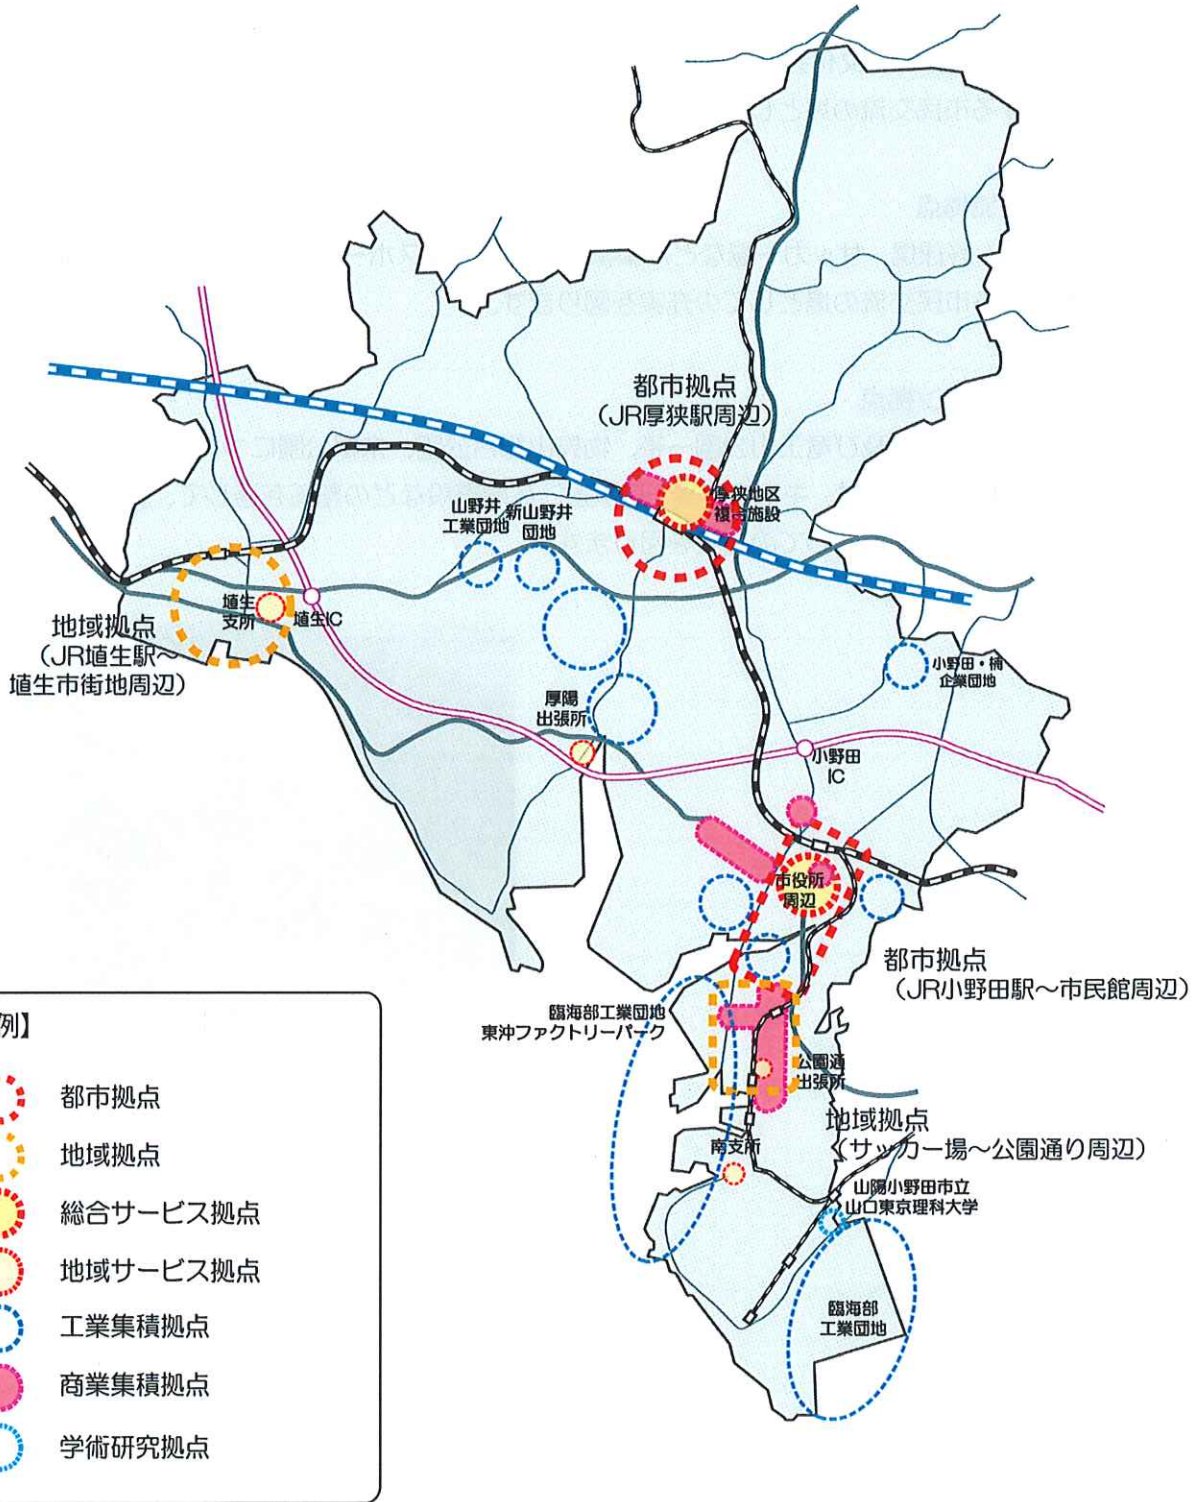 都市拠点
（JR厚狭駅周辺）
厚狭地区
複合施設
山野井
工業団地
新山野井
団地
埴生
支所
埴生IC
地域拠点
（JR埴生駅～
埴生市街地周辺）
小野田・楠
企業団地
厚陽
出張所
小野田
IC
市役所
周辺
都市拠点
（JR小野田駅～市民館周辺）
臨海部工業団地
東沖ファクトリーパーク
公園通
出張所
地域拠点
（サッカー場～公園通り周辺）
南支所
山陽小野田市立
山口東京理科大学
臨海部
工業団地
例】
都市拠点
地域拠点
総合サービス拠点
地域サービス拠点
工業集積拠点
商業集積拠点
学術研究拠点